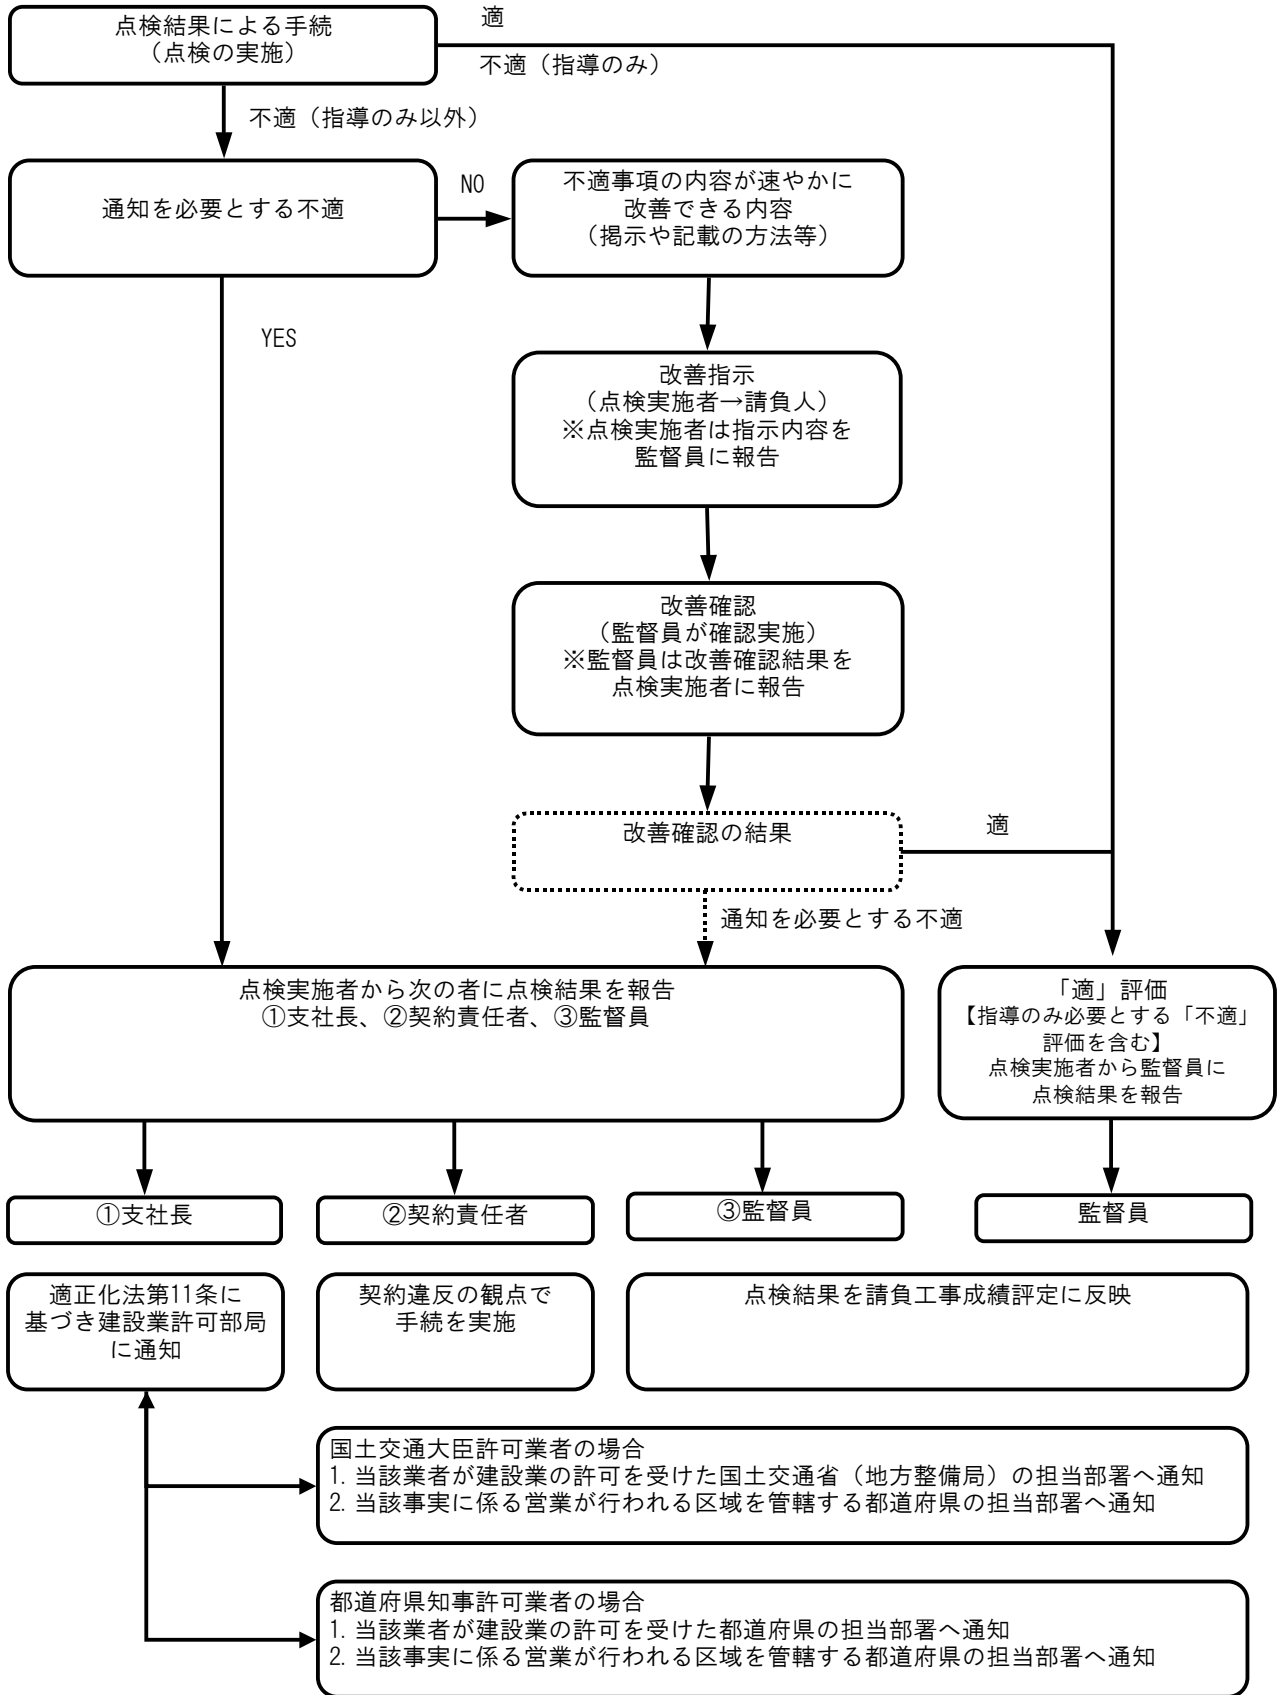 点検結果による手続
（点検の実施）
適
不適（指導のみ）
不適（指導のみ以外）
通知を必要とする不適
NO
不適事項の内容が速やかに
改善できる内容
（掲示や記載の方法等）
YES
改善指示
（点検実施者→請負人）
※点検実施者は指示内容を
監督員に報告
改善確認
（監督員が確認実施）
※監督員は改善確認結果を
点検実施者に報告
改善確認の結果
適
通知を必要とする不適
点検実施者から次の者に点検結果を報告
①支社長、②契約責任者、③監督員
「適」評価
【指導のみ必要とする「不適」
評価を含む】
点検実施者から監督員に
点検結果を報告
①支社長
②契約責任者
③監督員
監督員
適正化法第11条に
基づき建設業許可部局
に通知
契約違反の観点で
手続を実施
点検結果を請負工事成績評定に反映
国土交通大臣許可業者の場合
1. 当該業者が建設業の許可を受けた国土交通省（地方整備局）の担当部署へ通知
2. 当該事実に係る営業が行われる区域を管轄する都道府県の担当部署へ通知
都道府県知事許可業者の場合
1. 当該業者が建設業の許可を受けた都道府県の担当部署へ通知
2. 当該事実に係る営業が行われる区域を管轄する都道府県の担当部署へ通知